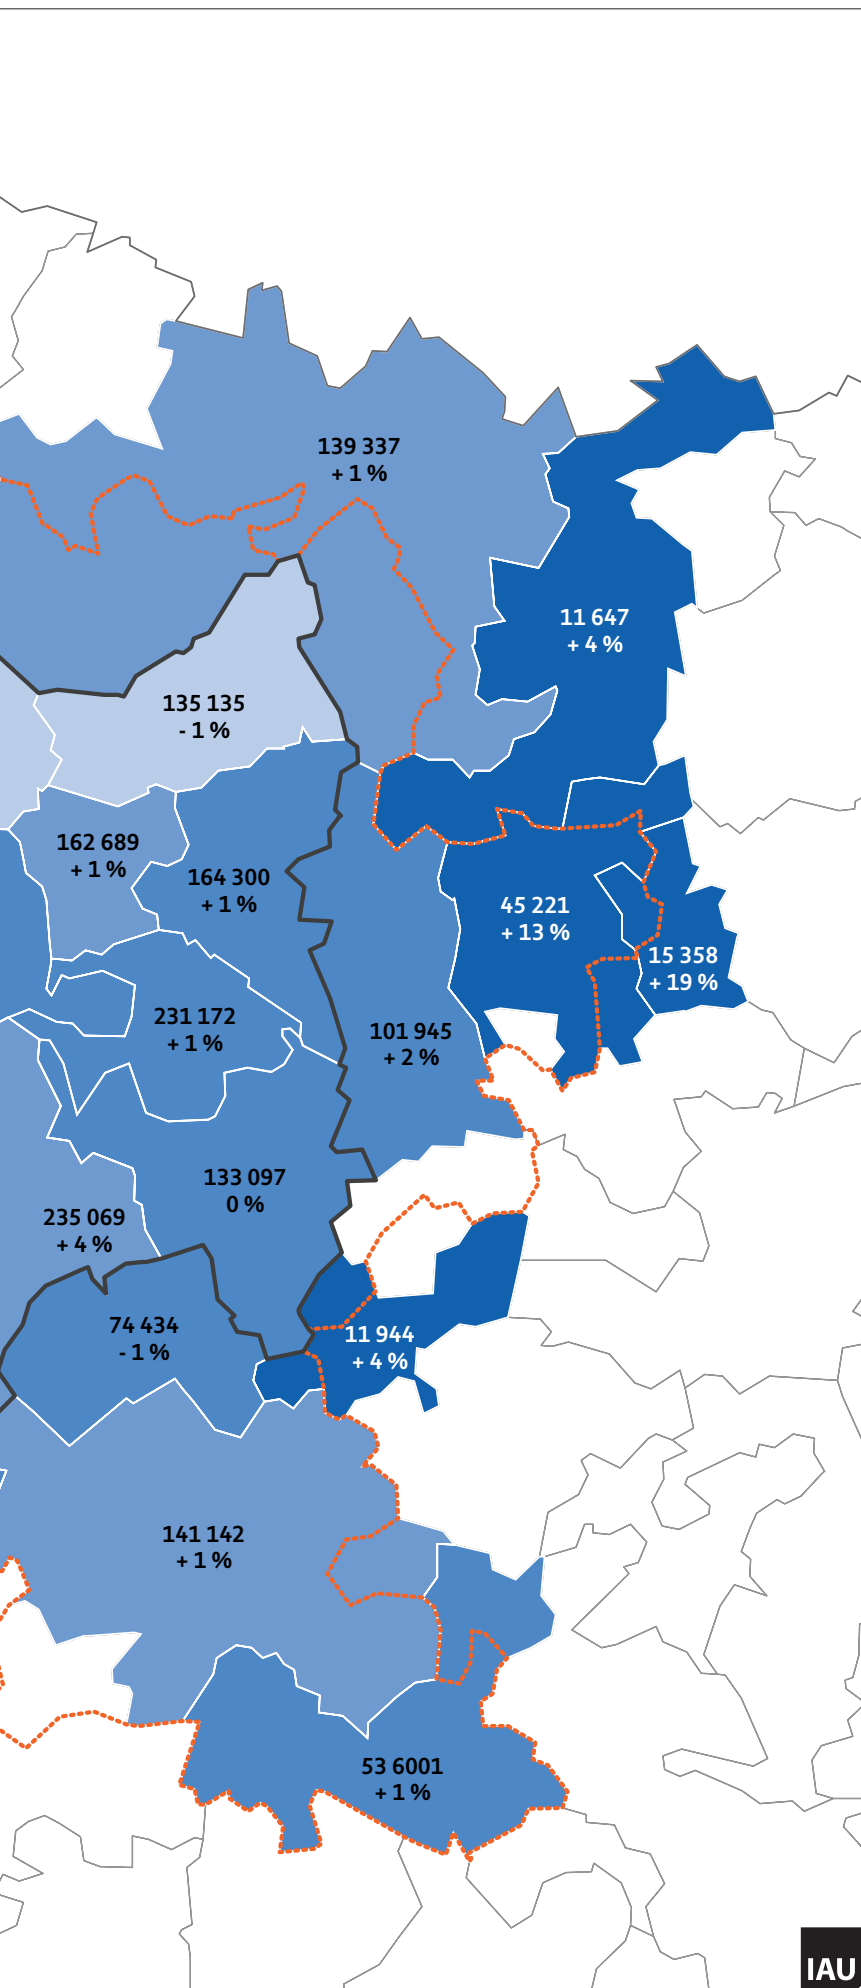 139 337
+ 1 %
11 647
+ 4 %
135 135
- 1 %
162 689
+ 1 %
164 300
+ 1 %
45 221
+ 13 %
15 358
+ 19 %
231 172
+ 1 %
101 945
+ 2 %
133 097
0 %
235 069
+ 4 %
74 434
- 1 %
11 944
+ 4 %
141 142
+ 1 %
53 6001
+ 1 %
IAU